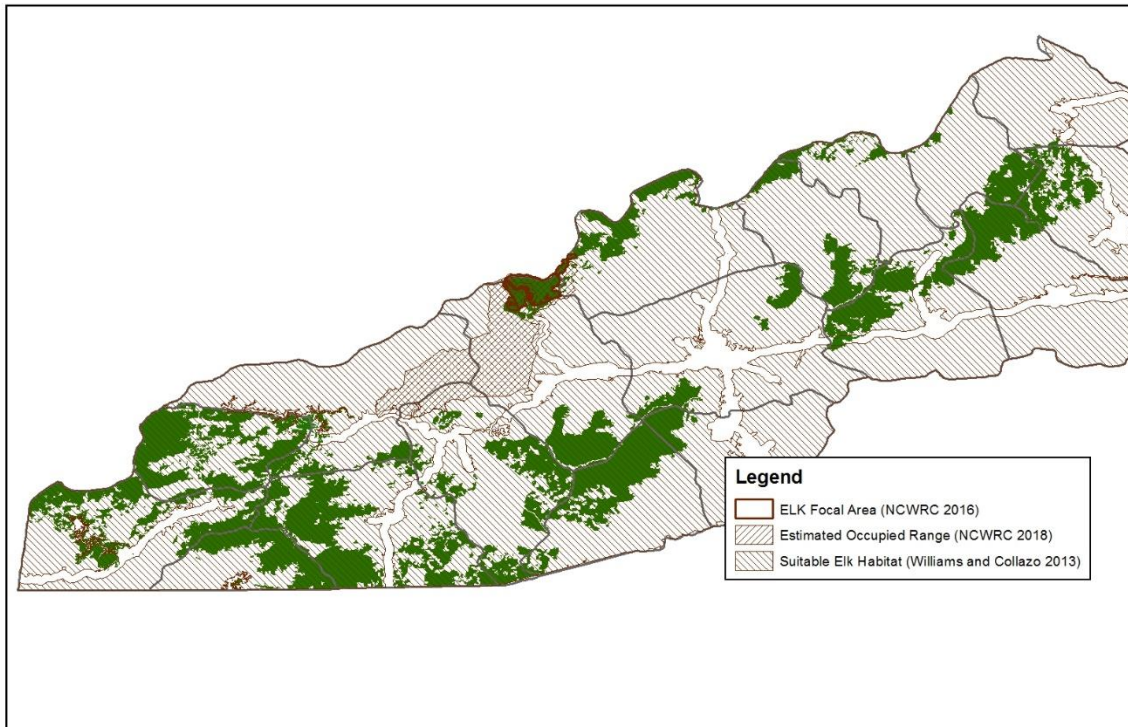 Legend
ELK Focal Area (NCWRC 2016)
Estimated Occupied Range (NCWRC 2018)
Suitable Elk Habitat (Williams and Collazo 2013)